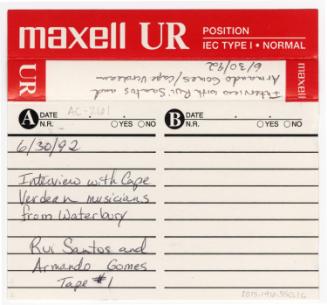 maxell UR
POSITION
IEC TYPE I • NORMAL
UR
Interview with Rui Santos and
Armando Gomes/Cape Verdean
6/30/92
maxell
A DATE
AC-261
N.R. YES NO
B DATE
N.R. YES NO
6/30/92
Interview with Cape
Verdean musicians
from Waterbury
Rui Santos and
Armando Gomes
Tape #1